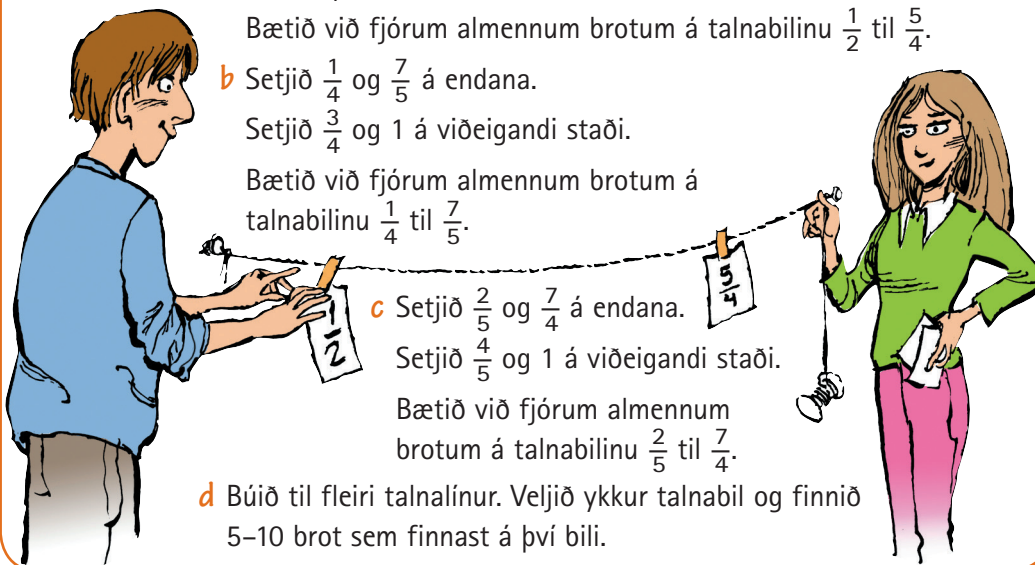 Bætið við fjórum almennum brotum á talnabilinu 1/2 til 5/4.
b Setjið 1/4 og 7/5 á endana.
Setjið 3/4 og 1 á viðeigandi staði.
Bætið við fjórum almennum brotum á
talnabilinu 1/4 til 7/5.
1/2
5/4
c Setjið 2/5 og 7/4 á endana.
Setjið 4/5 og 1 á viðeigandi staði.
Bætið við fjórum almennum
brotum á talnabilinu 2/5 til 7/4.
d Búið til fleiri talnalínur. Veljið ykkur talnabil og finnið
5–10 brot sem finnast á því bili.